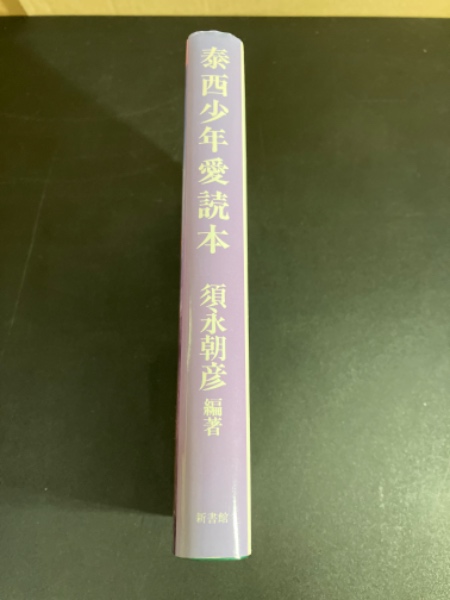 泰西少年愛読本
須永朝彦
編著
新書館